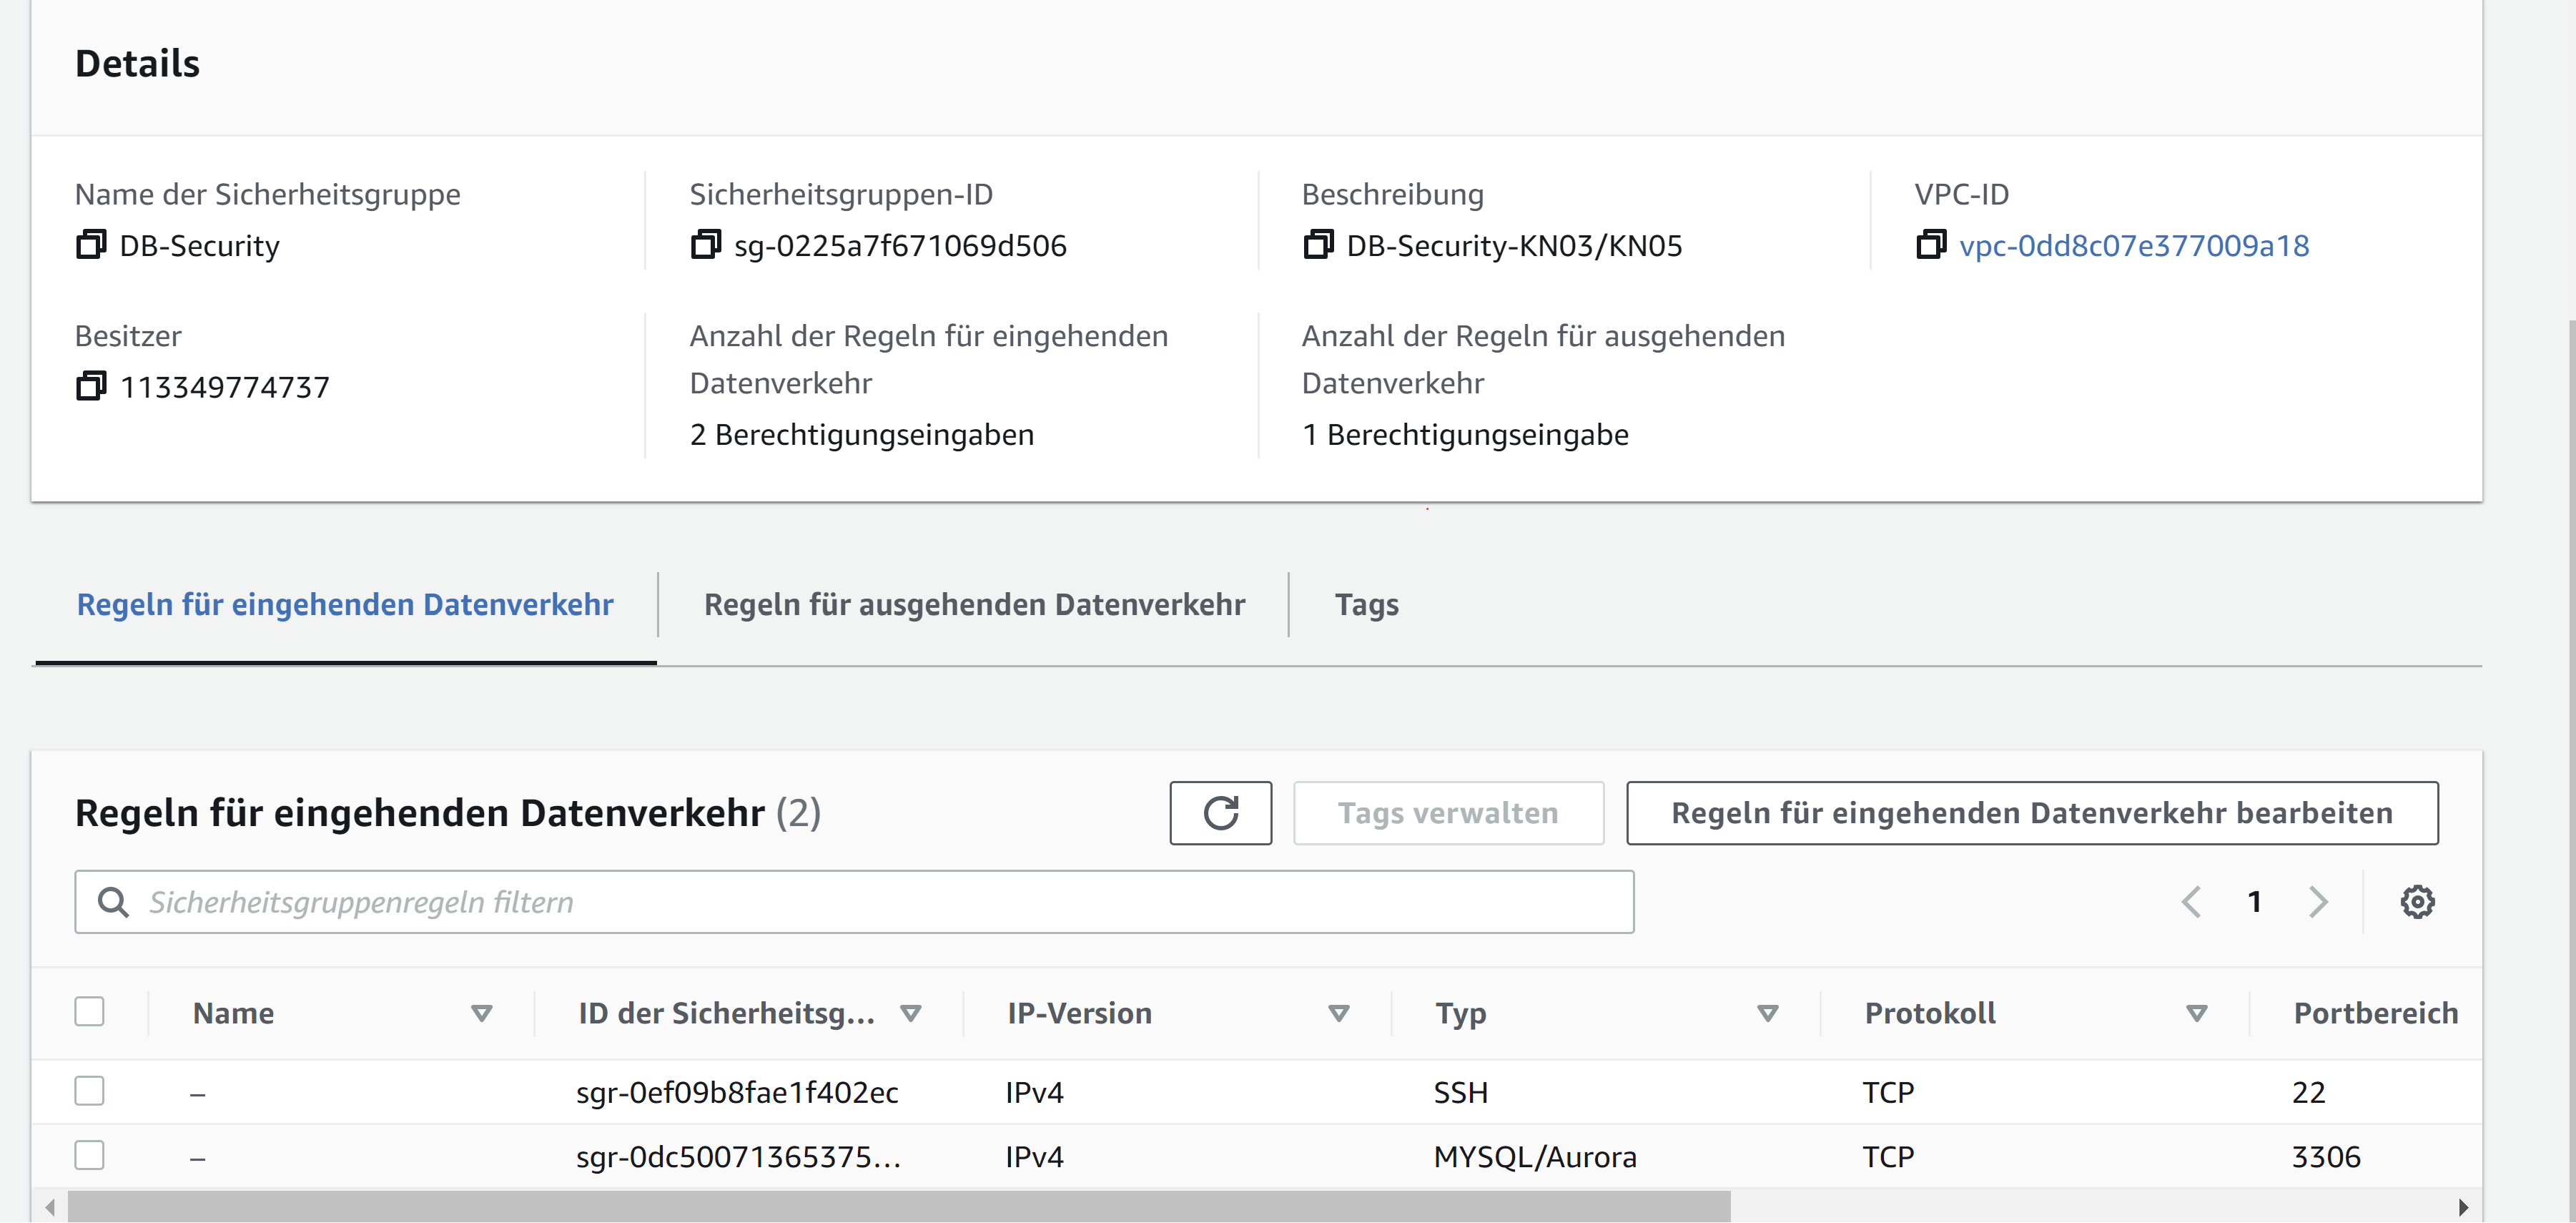 Details
Name der Sicherheitsgruppe
DB-Security
Sicherheitsgruppen-ID
sg-0225a7f671069d506
Beschreibung
DB-Security-KN03/KN05
VPC-ID
vpc-0dd8c07e377009a18
Besitzer
113349774737
Anzahl der Regeln für eingehenden
Datenverkehr
2 Berechtigungseingaben
Anzahl der Regeln für ausgehenden
Datenverkehr
1 Berechtigungseingabe
Regeln für eingehenden Datenverkehr
Regeln für ausgehenden Datenverkehr
Tags
Regeln für eingehenden Datenverkehr (2)
Tags verwalten
Regeln für eingehenden Datenverkehr bearbeiten
Sicherheitsgruppenregeln filtern
1
Name ID der Sicherheitsg... IP-Version Typ Protokoll Portbereich
– sgr-0ef09b8fae1f402ec IPv4 SSH TCP 22
– sgr-0dc50071365375... IPv4 MYSQL/Aurora TCP 3306